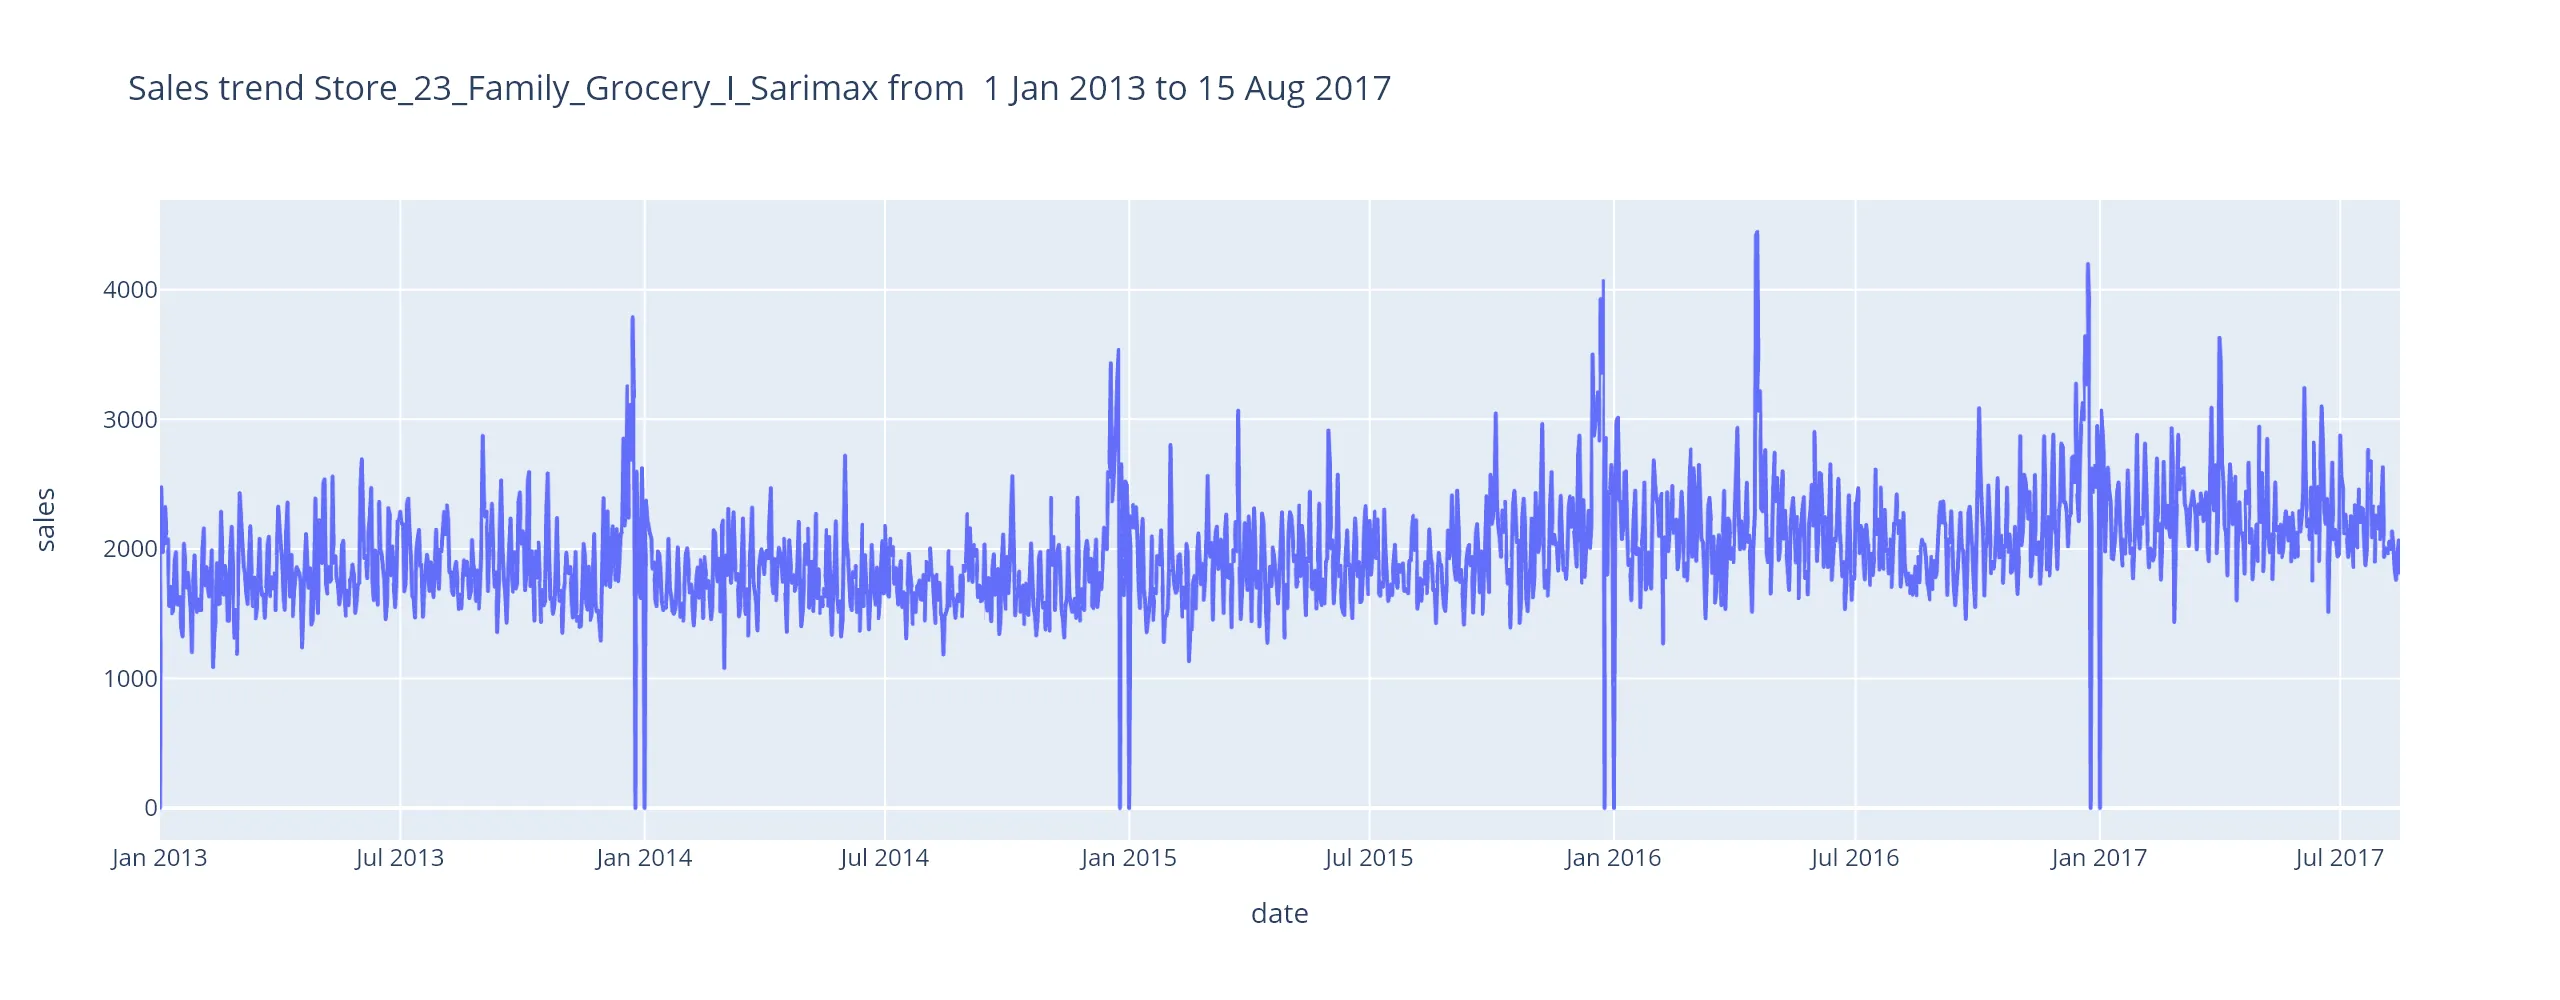 Sales trend Store_23_Family_Grocery_I_Sarimax from  1 Jan 2013 to 15 Aug 2017
sales
4000
3000
2000
1000
0
Jan 2013 Jul 2013 Jan 2014 Jul 2014 Jan 2015 Jul 2015 Jan 2016 Jul 2016 Jan 2017 Jul 2017
date